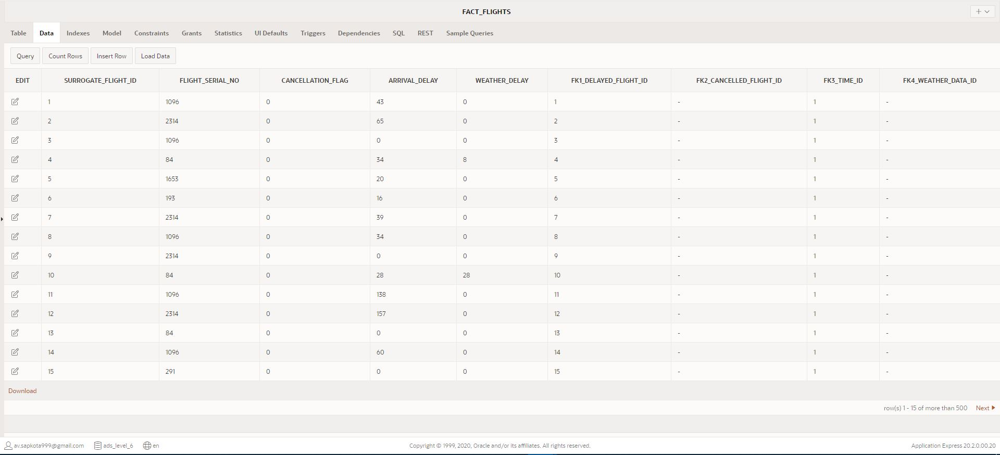 FACT_FLIGHTS
Table Data Indexes Model Constraints Grants Statistics UI Defaults Triggers Dependencies SQL REST Sample Queries
Query Count Rows Insert Row Load Data
EDIT SURROGATE_FLIGHT_ID FLIGHT_SERIAL_NO CANCELLATION_FLAG ARRIVAL_DELAY WEATHER_DELAY FK1_DELAYED_FLIGHT_ID FK2_CANCELLED_FLIGHT_ID FK3_TIME_ID FK4_WEATHER_DATA_ID
1 1096 0 43 0 1 - 1 -
2 2314 0 65 0 2 - 1 -
3 1096 0 0 0 3 - 1 -
4 84 0 34 8 4 - 1 -
5 1653 0 20 0 5 - 1 -
6 193 0 16 0 6 - 1 -
7 2314 0 39 0 7 - 1 -
8 1096 0 34 0 8 - 1 -
9 2314 0 0 0 9 - 1 -
10 84 0 28 28 10 - 1 -
11 1096 0 138 0 11 - 1 -
12 2314 0 157 0 12 - 1 -
13 84 0 0 0 13 - 1 -
14 1096 0 60 0 14 - 1 -
15 291 0 0 0 15 - 1 -
Download
row(s) 1 - 15 of more than 500 Next
av.sapkota999@gmail.com ads_level_6 en Copyright © 1999, 2020, Oracle and/or its affiliates. All rights reserved. Application Express 20.2.0.00.20